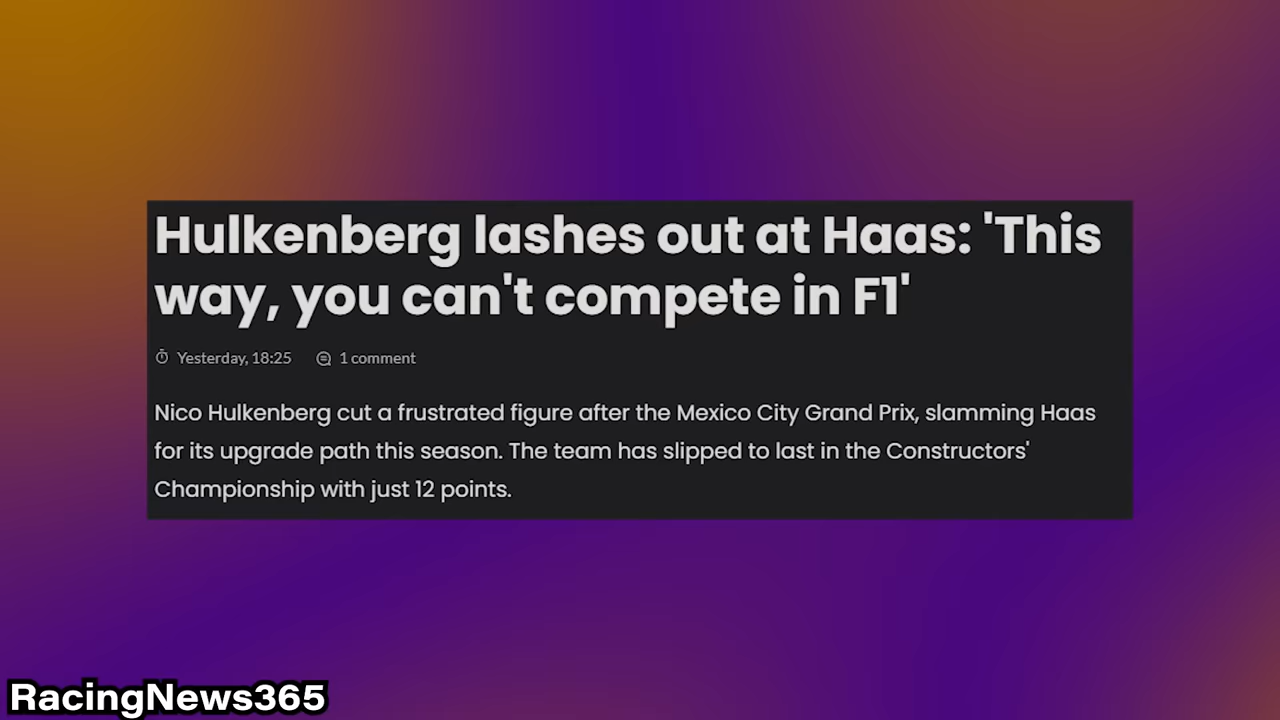 Hulkenberg lashes out at Haas: 'This
way, you can't compete in F1'
Yesterday, 18:25 1 comment
Nico Hulkenberg cut a frustrated figure after the Mexico City Grand Prix, slamming Haas
for its upgrade path this season. The team has slipped to last in the Constructors'
Championship with just 12 points.
RacingNews365